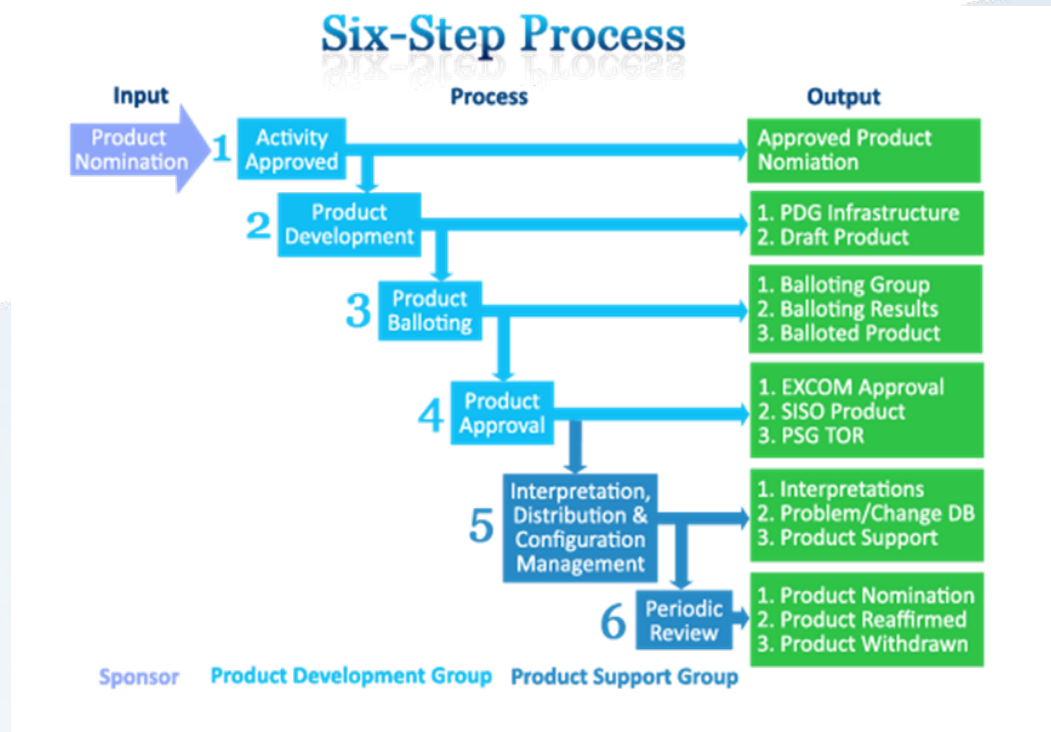 Six-Step Process
Input
Process
Output
Product
Nomination
1
Activity
Approved
Approved Product
Nomiation
2
Product
Development
1. PDG Infrastructure
2. Draft Product
3
Product
Balloting
1. Balloting Group
2. Balloting Results
3. Balloted Product
4
Product
Approval
1. EXCOM Approval
2. SISO Product
3. PSG TOR
5
Interpretation,
Distribution &
Configuration
Management
1. Interpretations
2. Problem/Change DB
3. Product Support
6
Periodic
Review
1. Product Nomination
2. Product Reaffirmed
3. Product Withdrawn
Sponsor
Product Development Group
Product Support Group